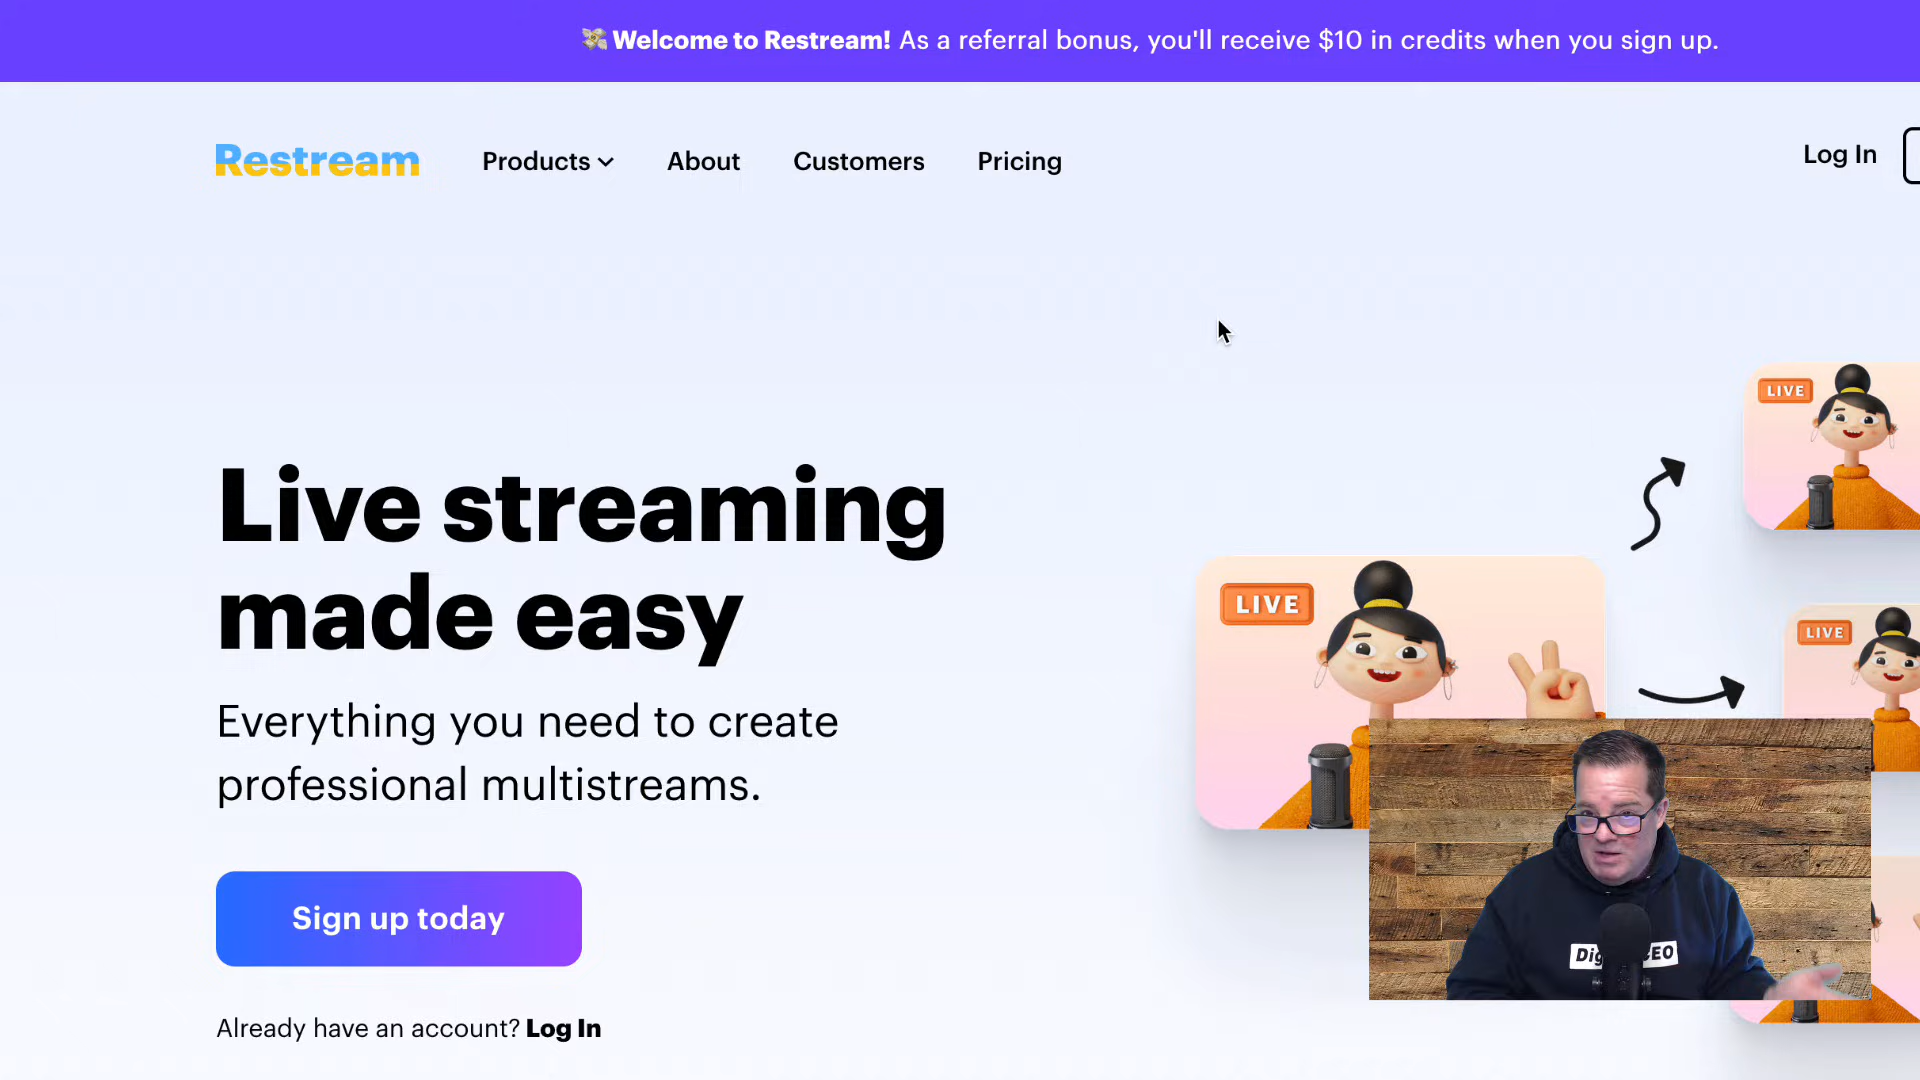 💸 Welcome to Restream! As a referral bonus, you'll receive $10 in credits when you sign up.
Restream
Products
About
Customers
Pricing
Log In
LIVE
Live streaming
made easy
LIVE
LIVE
Everything you need to create
professional multistreams.
Sign up today
Already have an account? Log In